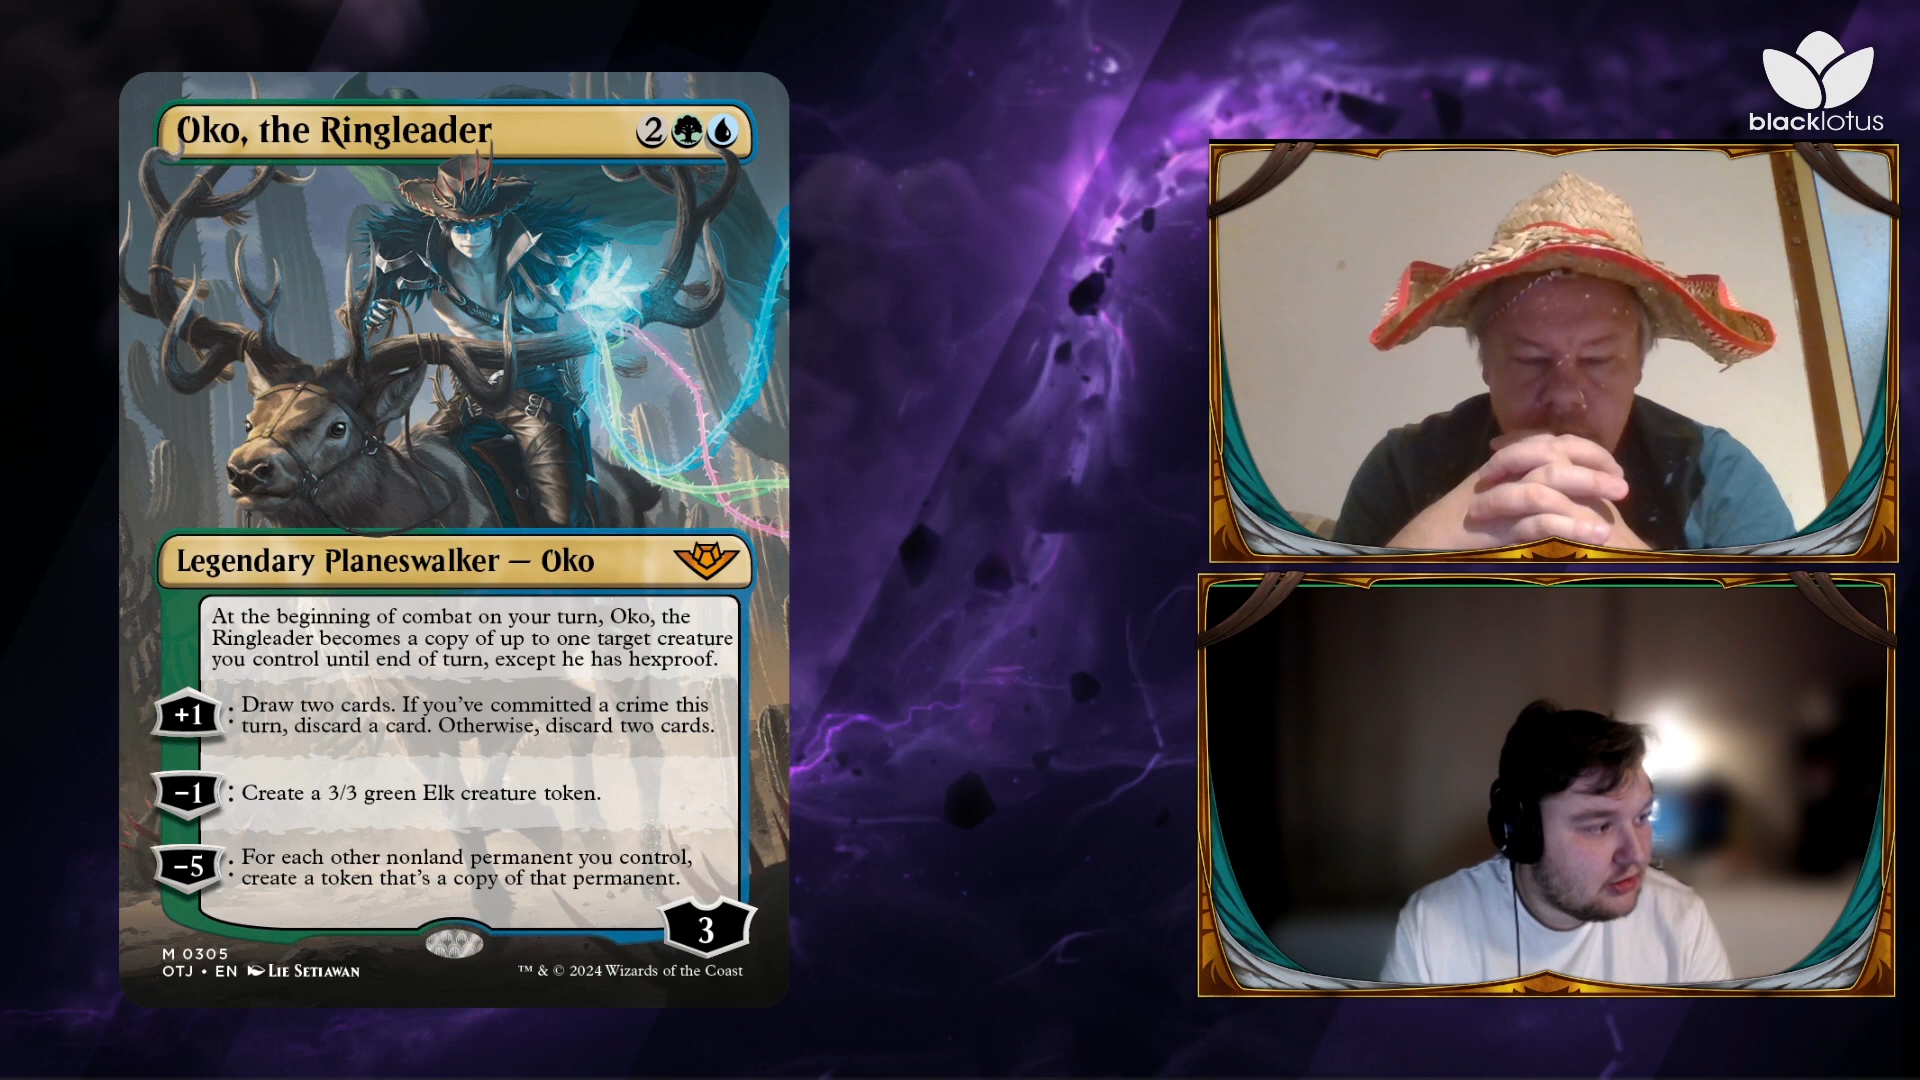 Oko, the Ringleader
2
Legendary Planeswalker — Oko
At the beginning of combat on your turn, Oko, the
Ringleader becomes a copy of up to one target creature
you control until end of turn, except he has hexproof.
+1: Draw two cards. If you've committed a crime this
turn, discard a card. Otherwise, discard two cards.
−1: Create a 3/3 green Elk creature token.
−5: For each other nonland permanent you control,
create a token that's a copy of that permanent.
3
M 0305
OTJ • EN Lie Setiawan
™ & © 2024 Wizards of the Coast
blacklotus